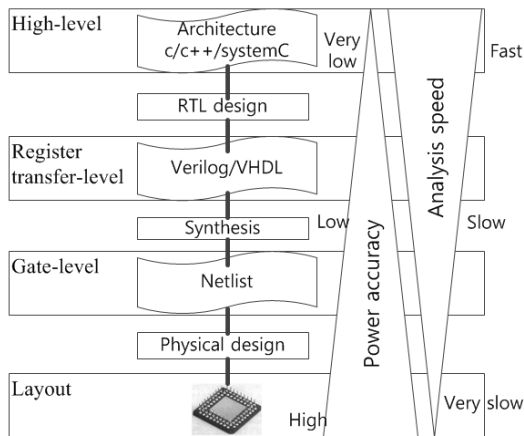 High-level
Architecture
c/c++/systemC
Very
low
Fast
RTL design
Register
transfer-level
Verilog/VHDL
Synthesis
Low
Slow
Gate-level
Netlist
Physical design
Layout
High
Very slow
Power accuracy
Analysis speed